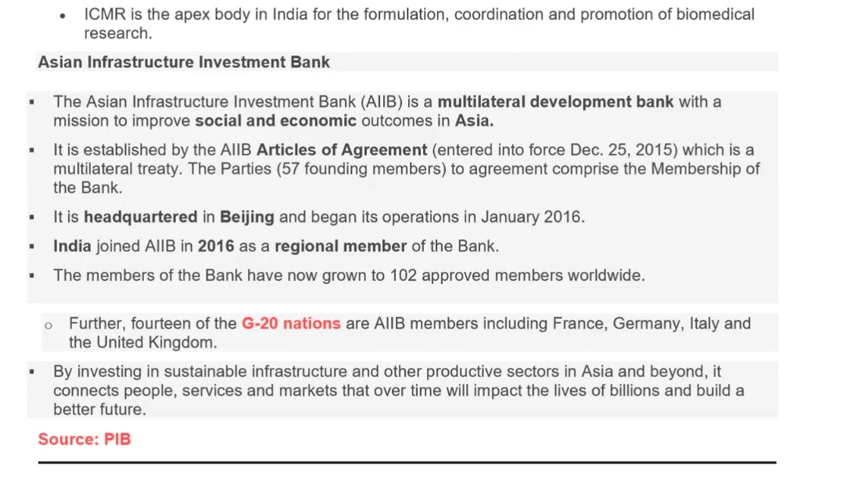 • ICMR is the apex body in India for the formulation, coordination and promotion of biomedical
research.
Asian Infrastructure Investment Bank
▪ The Asian Infrastructure Investment Bank (AIIB) is a multilateral development bank with a
mission to improve social and economic outcomes in Asia.
▪ It is established by the AIIB Articles of Agreement (entered into force Dec. 25, 2015) which is a
multilateral treaty. The Parties (57 founding members) to agreement comprise the Membership of
the Bank.
▪ It is headquartered in Beijing and began its operations in January 2016.
▪ India joined AIIB in 2016 as a regional member of the Bank.
▪ The members of the Bank have now grown to 102 approved members worldwide.
o Further, fourteen of the G-20 nations are AIIB members including France, Germany, Italy and
the United Kingdom.
▪ By investing in sustainable infrastructure and other productive sectors in Asia and beyond, it
connects people, services and markets that over time will impact the lives of billions and build a
better future.
Source: PIB